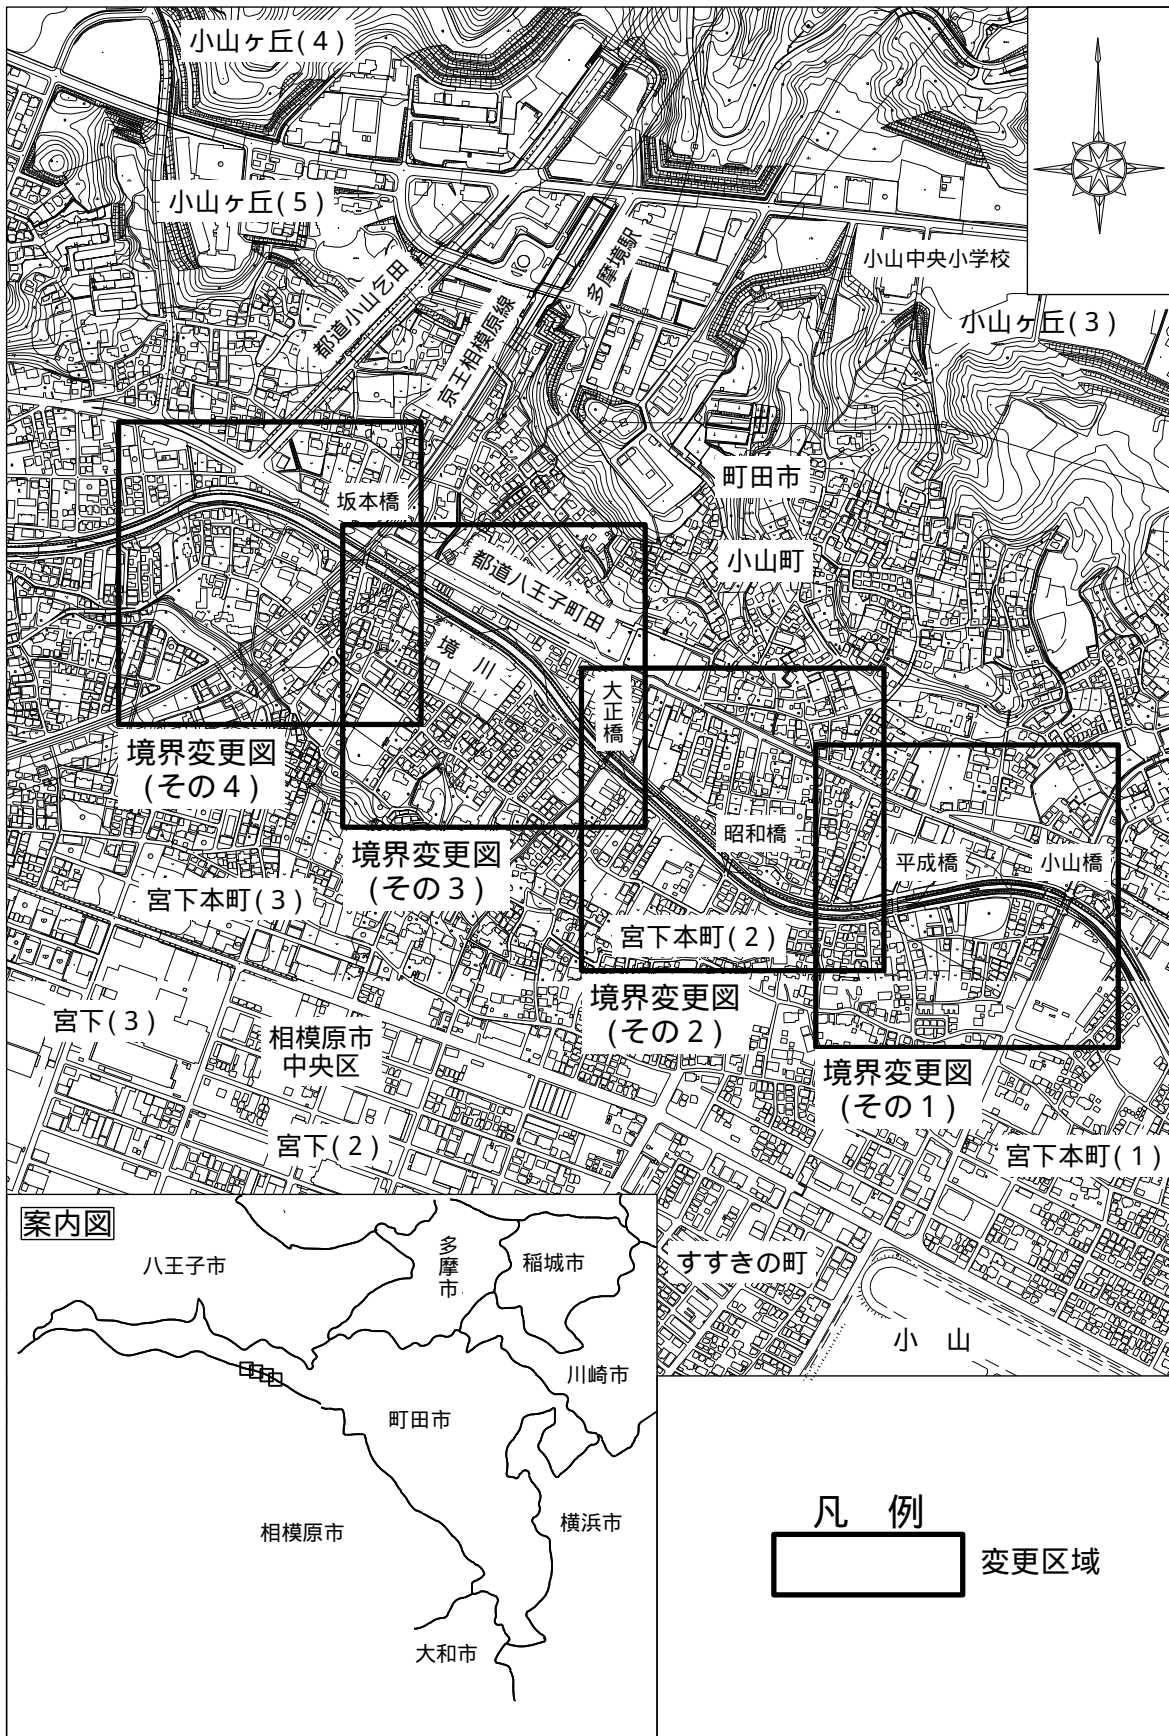 小山ヶ丘(４)
小山ヶ丘(５)
都道小山乞田
京王相模原線
多摩境駅
小山中央小学校
小山ヶ丘(３)
町田市
小山町
坂本橋
都道八王子町田
境川
大正橋
昭和橋
平成橋
小山橋
境界変更図
(その４)
境界変更図
(その３)
宮下本町(３)
宮下本町(２)
境界変更図
(その２)
境界変更図
(その１)
宮下(３)
相模原市
中央区
宮下(２)
宮下本町(１)
すすきの町
小　山
案内図
八王子市
多摩市
稲城市
川崎市
町田市
相模原市
横浜市
大和市
凡　例
変更区域